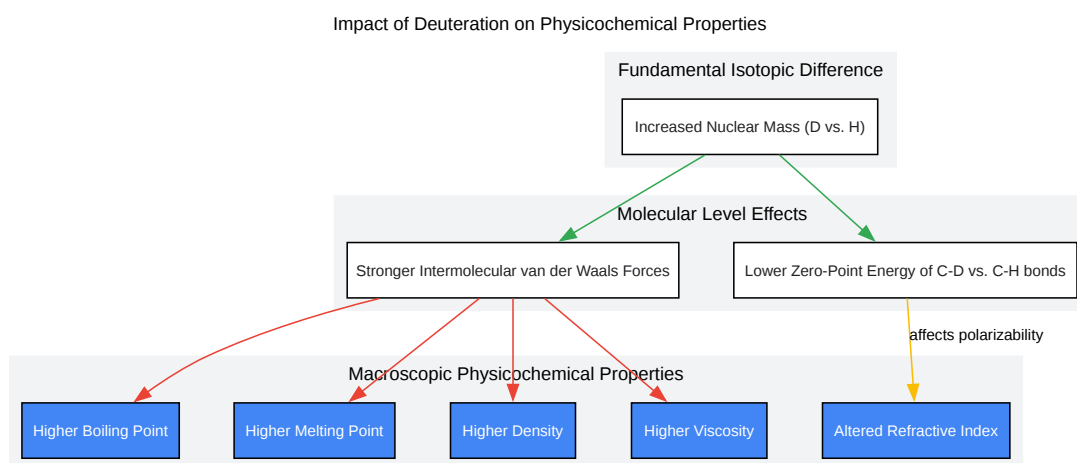 Impact of Deuteration on Physicochemical Properties
Fundamental Isotopic Difference
Increased Nuclear Mass (D vs. H)
Molecular Level Effects
Stronger Intermolecular van der Waals Forces
Lower Zero-Point Energy of C-D vs. C-H bonds
affects polarizability
Macroscopic Physicochemical Properties
Higher Boiling Point
Higher Melting Point
Higher Density
Higher Viscosity
Altered Refractive Index